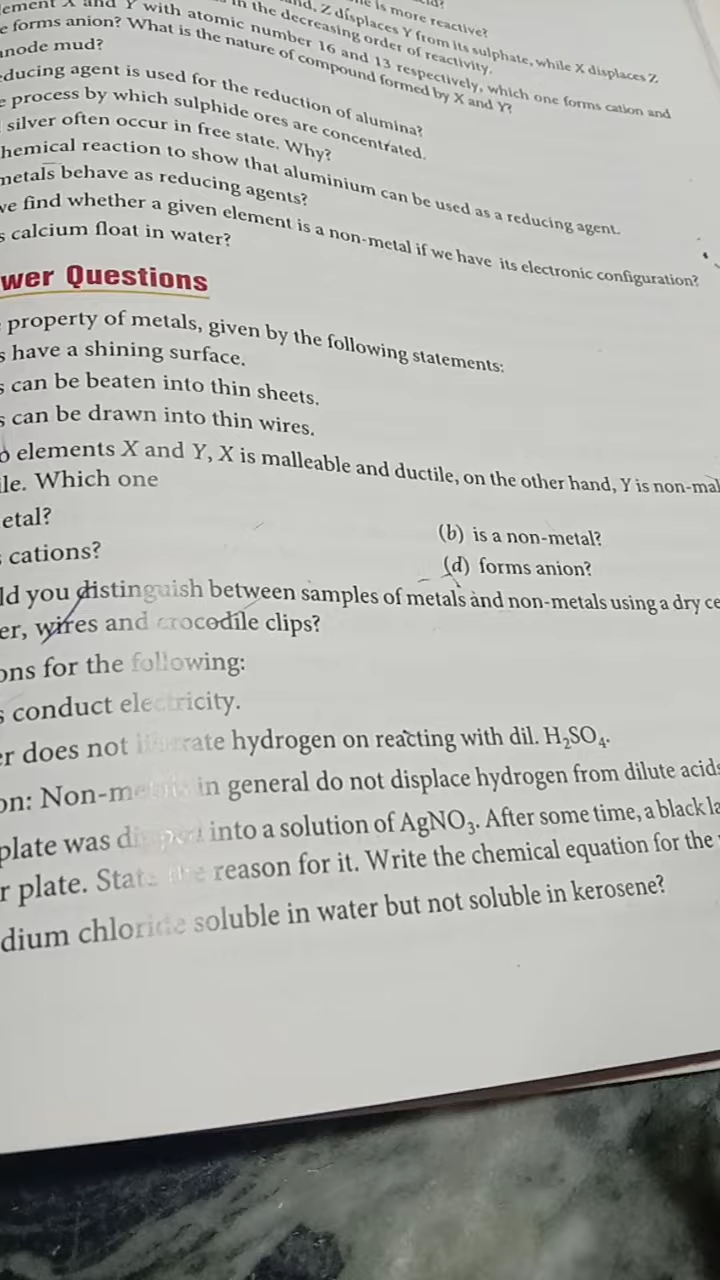 is more reactive?
Z displaces Y from its sulphate, while X displaces Z
in the decreasing order of reactivity.
and Y with atomic number 16 and 13 respectively, which one forms cation and
forms anion? What is the nature of compound formed by X and Y?
node mud?
ducing agent is used for the reduction of alumina?
process by which sulphide ores are concentrated.
silver often occur in free state. Why?
hemical reaction to show that aluminium can be used as a reducing agent.
metals behave as reducing agents?
ve find whether a given element is a non-metal if we have its electronic configuration?
s calcium float in water?
wer Questions
property of metals, given by the following statements:
s have a shining surface.
s can be beaten into thin sheets.
s can be drawn into thin wires.
o elements X and Y, X is malleable and ductile, on the other hand, Y is non-mal
le. Which one
etal?
(b) is a non-metal?
cations?
(d) forms anion?
ld you distinguish between samples of metals and non-metals using a dry ce
er, wires and crocodile clips?
ons for the following:
s conduct electricity.
er does not hydrogen on reacting with dil. H₂SO₄.
on: Non-me in general do not displace hydrogen from dilute acids
plate was into a solution of AgNO₃. After some time, a black la
r plate. State the reason for it. Write the chemical equation for the
dium chloride soluble in water but not soluble in kerosene?